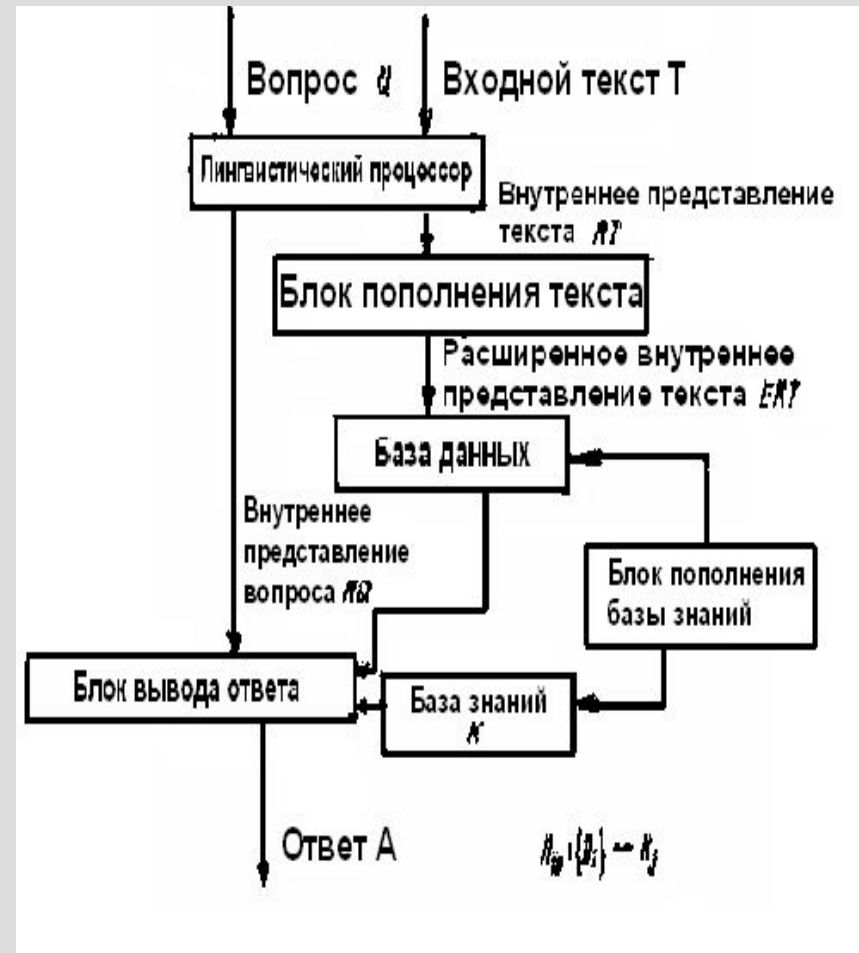 Вопрос Q
Входной текст Т
Лингвистический процессор
Внутреннее представление
текста RT
Блок пополнения текста
Расширенное внутреннее
представление текста ERT
База данных
Внутреннее
представление
вопроса RQ
Блок пополнения
базы знаний
Блок вывода ответа
База знаний
K
Ответ А